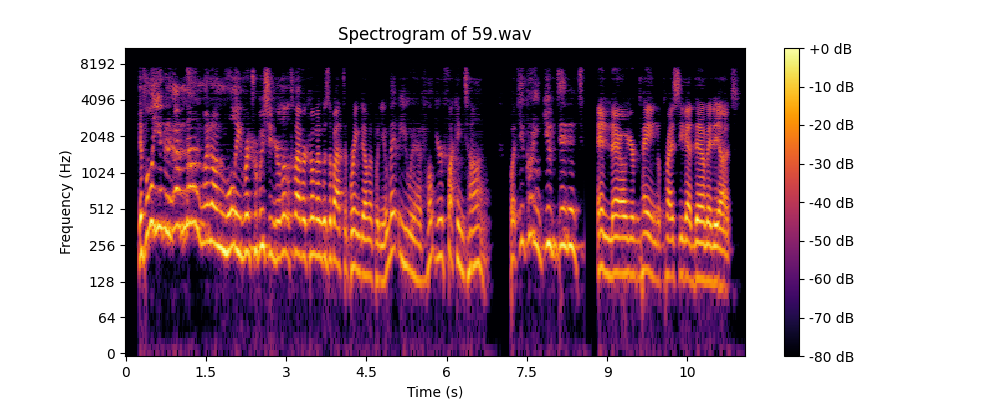 Spectrogram of 59.wav
8192
4096
2048
1024
512
256
128
64
0
Frequency (Hz)
0 1.5 3 4.5 6 7.5 9 10
Time (s)
+0 dB
-10 dB
-20 dB
-30 dB
-40 dB
-50 dB
-60 dB
-70 dB
-80 dB